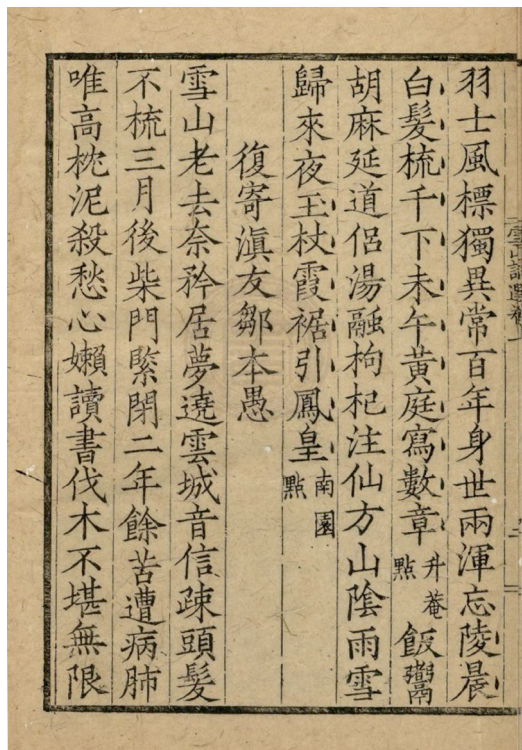 羽士風標獨異常百年身世兩渾忘陵晨
白髮梳千下未午黃庭寫數章升菴點飯鬻
胡麻延道侶湯融枸杞注仙方山陰雨雪
歸來夜玉杖霞裾引鳳皇南園點
復寄滇友鄒本愚
雪山老去奈矜居夢遶雲城音信疎頭髮
不梳三月後柴門緊閉二年餘苦遭病肺
唯高枕泥殺愁心嬾讀書伐木不堪無限